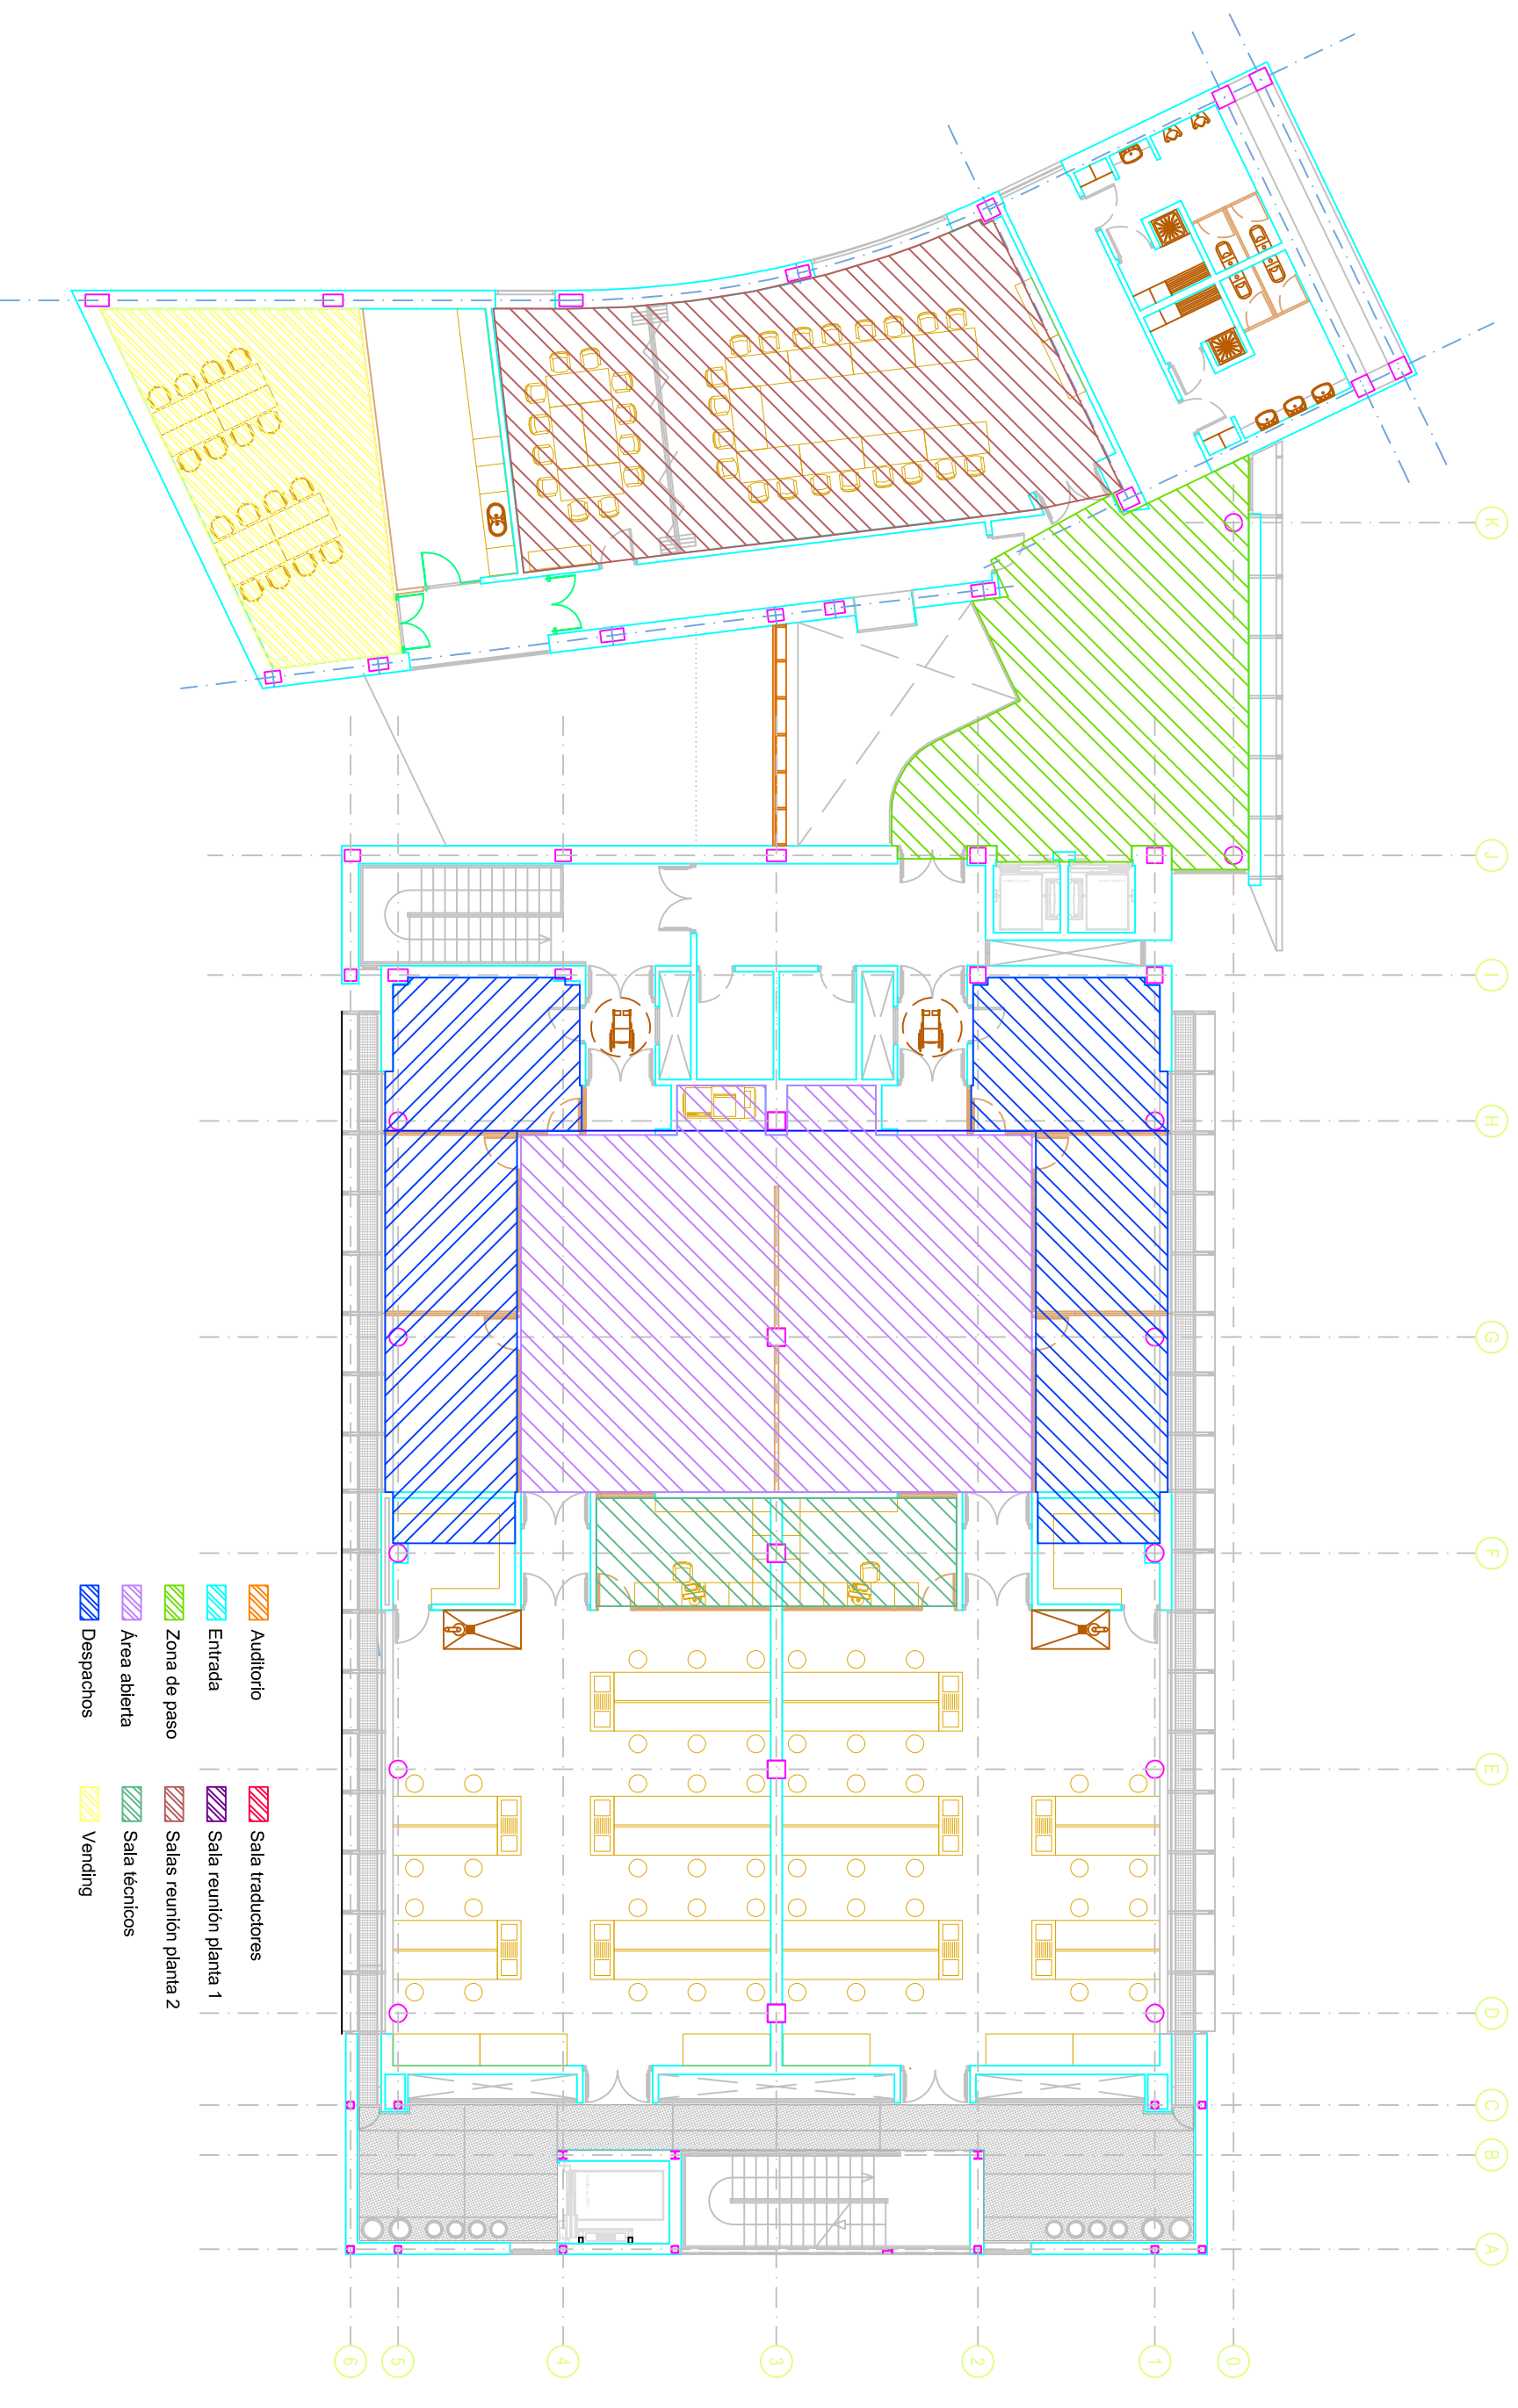 Auditorio
Entrada
Zona de paso
Área abierta
Despachos
Sala traductores
Sala reunión planta 1
Salas reunión planta 2
Sala técnicos
Vending
K
J
I
H
G
F
E
D
C
B
A
6 5 4 3 2 1 0